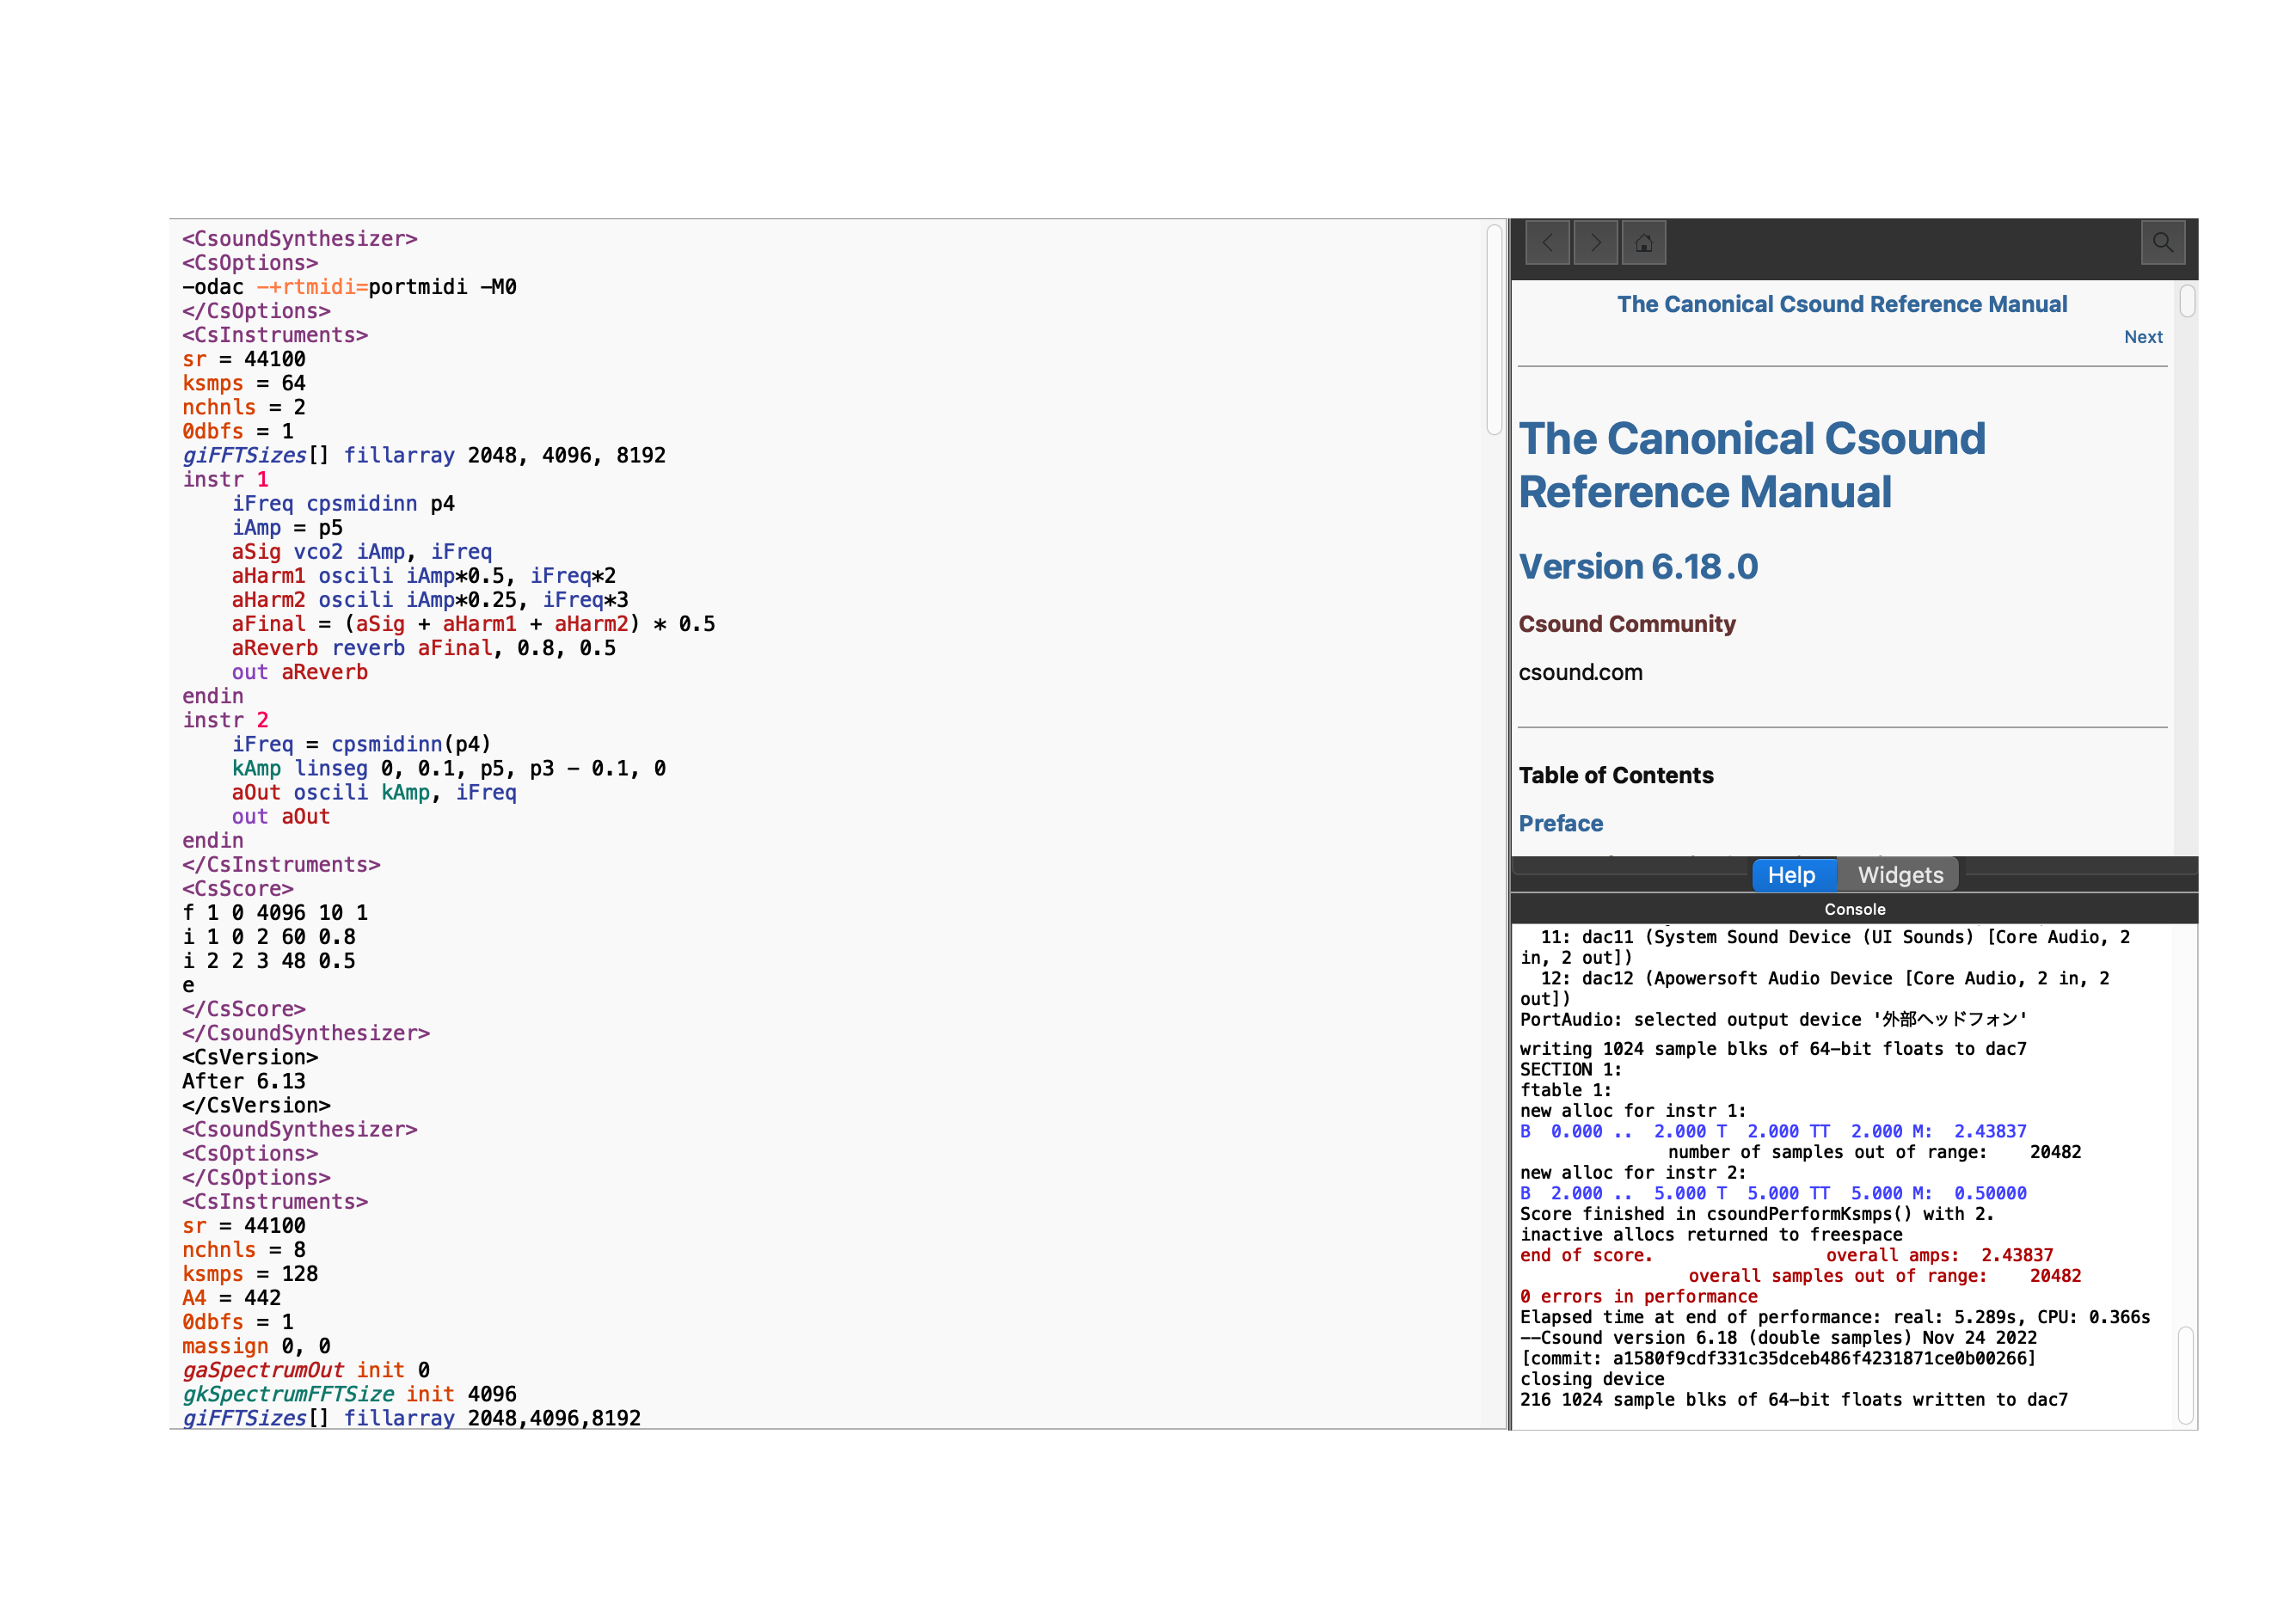 <CsoundSynthesizer>
<CsOptions>
-odac -+rtmidi=portmidi -M0
</CsOptions>
<CsInstruments>
sr = 44100
ksmps = 64
nchnls = 2
0dbfs = 1
giFFTSizes[] fillarray 2048, 4096, 8192
instr 1
    iFreq cpsmidinn p4
    iAmp = p5
    aSig vco2 iAmp, iFreq
    aHarm1 oscili iAmp*0.5, iFreq*2
    aHarm2 oscili iAmp*0.25, iFreq*3
    aFinal = (aSig + aHarm1 + aHarm2) * 0.5
    aReverb reverb aFinal, 0.8, 0.5
    out aReverb
endin
instr 2
    iFreq = cpsmidinn(p4)
    kAmp linseg 0, 0.1, p5, p3 - 0.1, 0
    aOut oscili kAmp, iFreq
    out aOut
endin
</CsInstruments>
<CsScore>
f 1 0 4096 10 1
i 1 0 2 60 0.8
i 2 2 3 48 0.5
e
</CsScore>
</CsoundSynthesizer>
<CsVersion>
After 6.13
</CsVersion>
<CsoundSynthesizer>
<CsOptions>
</CsOptions>
<CsInstruments>
sr = 44100
nchnls = 8
ksmps = 128
A4 = 442
0dbfs = 1
massign 0, 0
gaSpectrumOut init 0
gkSpectrumFFTSize init 4096
giFFTSizes[] fillarray 2048,4096,8192
The Canonical Csound Reference Manual
Next
The Canonical Csound
Reference Manual
Version 6.18.0
Csound Community
csound.com
Table of Contents
Preface
Help
Widgets
Console
11: dac11 (System Sound Device (UI Sounds) [Core Audio, 2
in, 2 out])
12: dac12 (Apowersoft Audio Device [Core Audio, 2 in, 2
out])
PortAudio: selected output device '外部ヘッドフォン'
writing 1024 sample blks of 64-bit floats to dac7
SECTION 1:
ftable 1:
new alloc for instr 1:
B  0.000 ..  2.000 T  2.000 TT  2.000 M:  2.43837
number of samples out of range:    20482
new alloc for instr 2:
B  2.000 ..  5.000 T  5.000 TT  5.000 M:  0.50000
Score finished in csoundPerformKsmps() with 2.
inactive allocs returned to freespace
end of score.                 overall amps:  2.43837
overall samples out of range:    20482
0 errors in performance
Elapsed time at end of performance: real: 5.289s, CPU: 0.366s
--Csound version 6.18 (double samples) Nov 24 2022
[commit: a1580f9cdf331c35dceb486f4231871ce0b00266]
closing device
216 1024 sample blks of 64-bit floats written to dac7